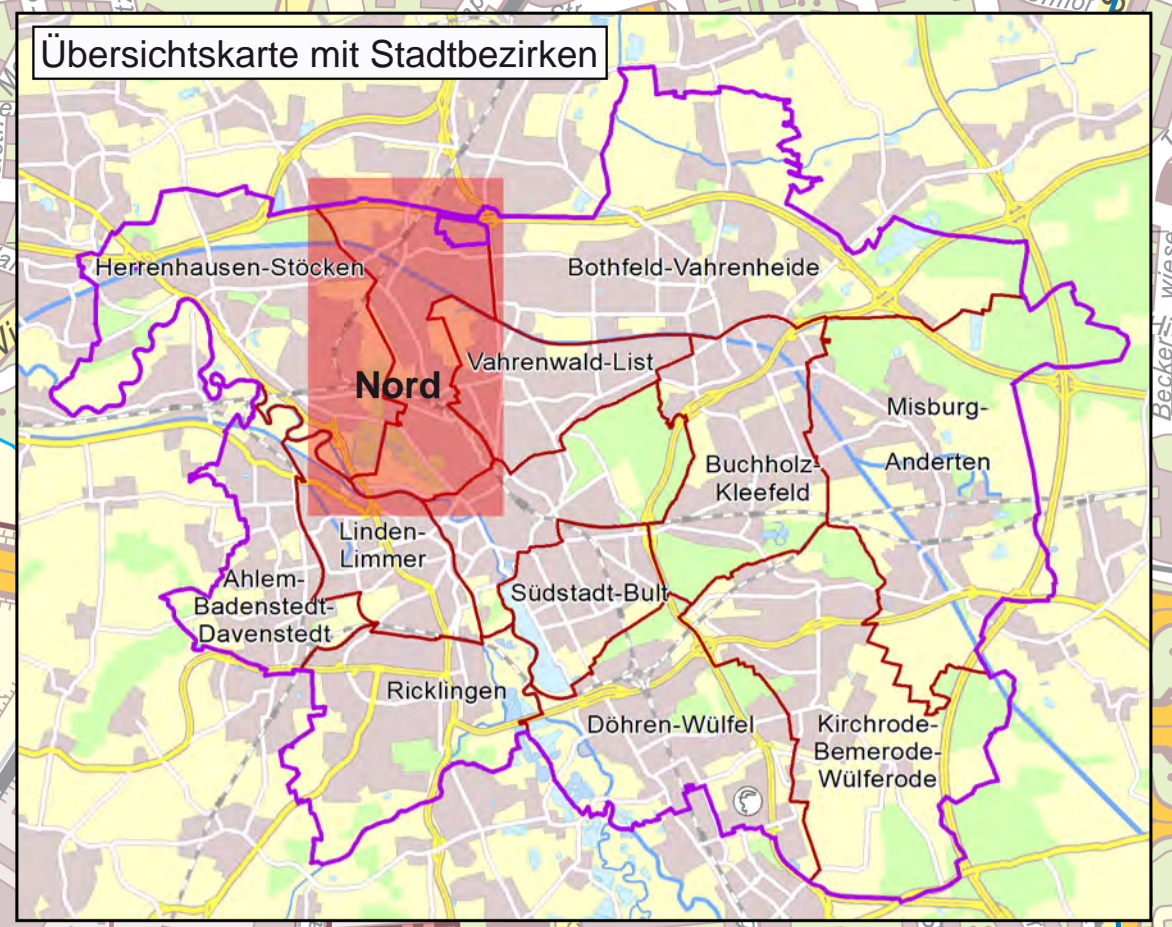 Übersichtskarte mit Stadtbezirken
Herrenhausen-Stöcken
Bothfeld-Vahrenheide
Vahrenwald-List
Nord
Misburg-
Anderten
Buchholz-
Kleefeld
Linden-
Limmer
Ahlem-
Badenstedt-
Davenstedt
Südstadt-Bult
Ricklingen
Döhren-Wülfel
Kirchrode-
Bemerode-
Wülferode